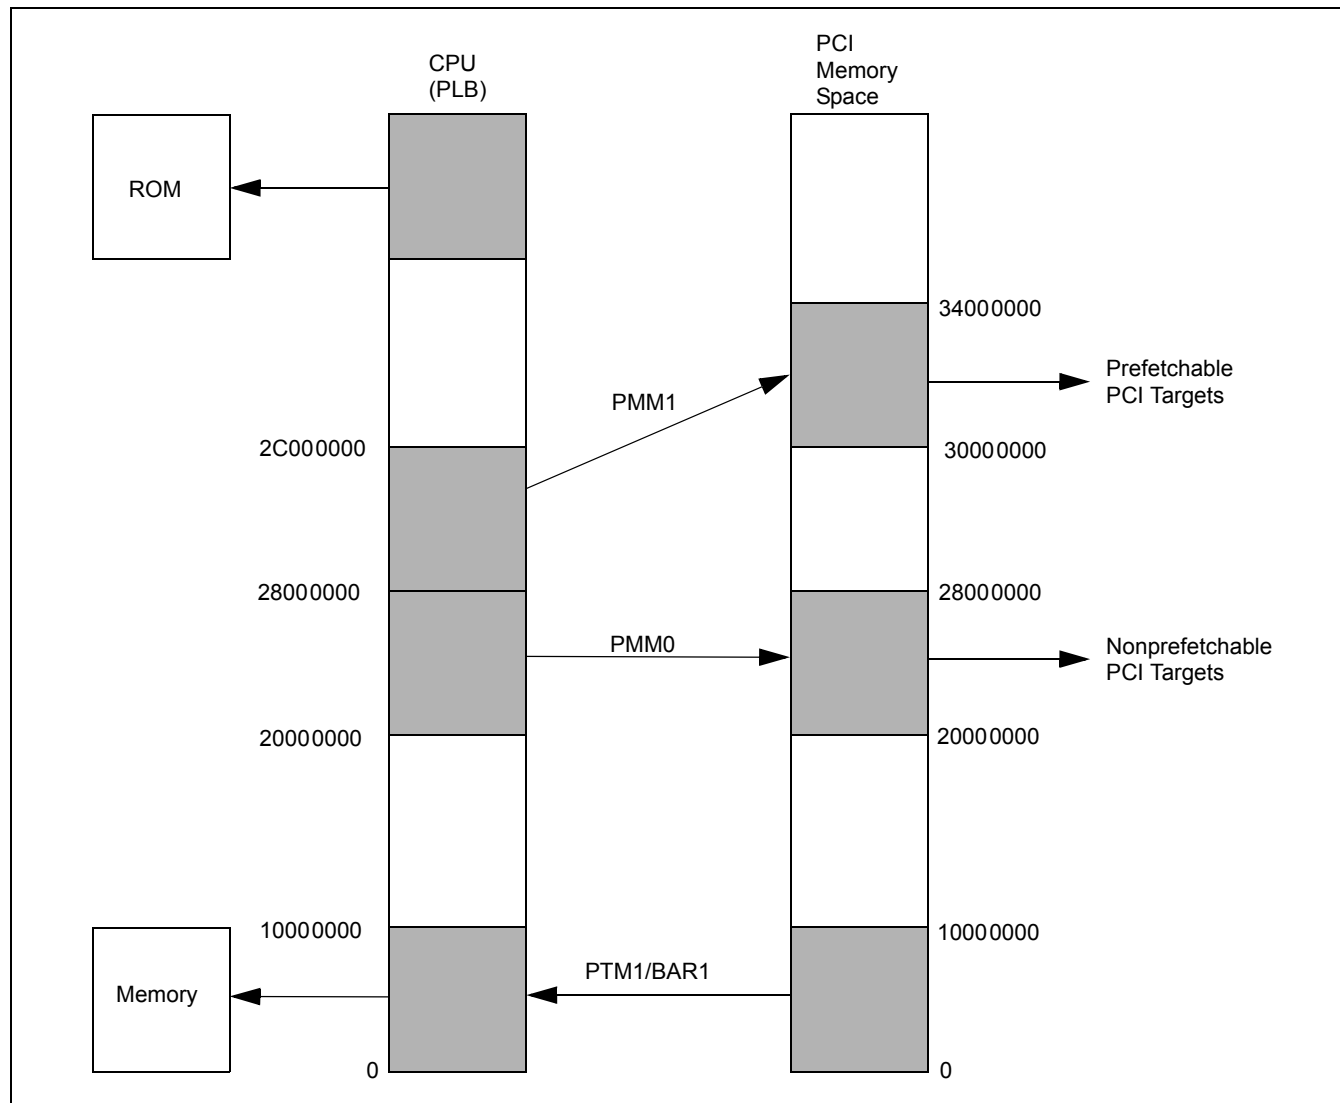 CPU
(PLB)
PCI
Memory
Space
ROM
34000000
Prefetchable
PCI Targets
PMM1
2C000000
30000000
28000000
28000000
PMM0
Nonprefetchable
PCI Targets
20000000
20000000
10000000
10000000
PTM1/BAR1
Memory
0
0